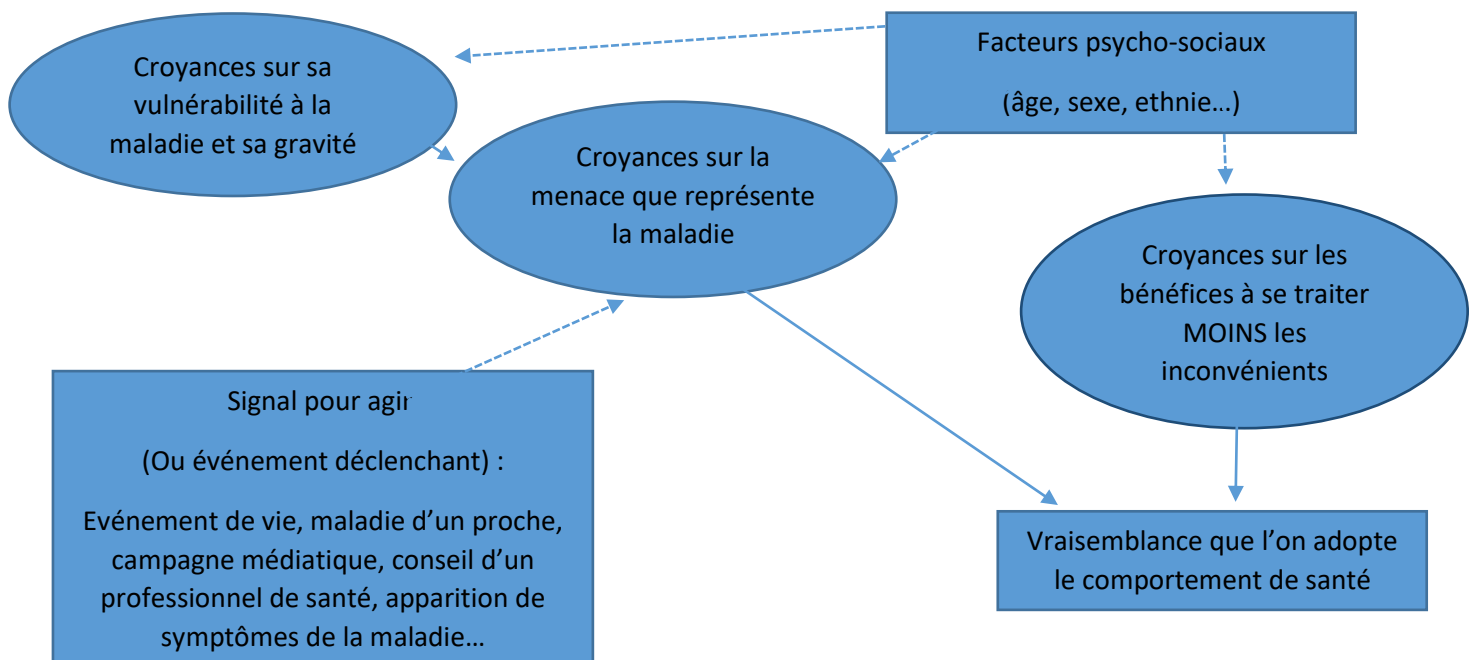 Croyances sur sa
vulnérabilité à la
maladie et sa gravité
Facteurs psycho-sociaux
(âge, sexe, ethnie…)
Croyances sur la
menace que représente
la maladie
Croyances sur les
bénéfices à se traiter
MOINS les
inconvénients
Signal pour agir
(Ou événement déclenchant) :
Evénement de vie, maladie d’un proche,
campagne médiatique, conseil d’un
professionnel de santé, apparition de
symptômes de la maladie…
Vraisemblance que l’on adopte
le comportement de santé